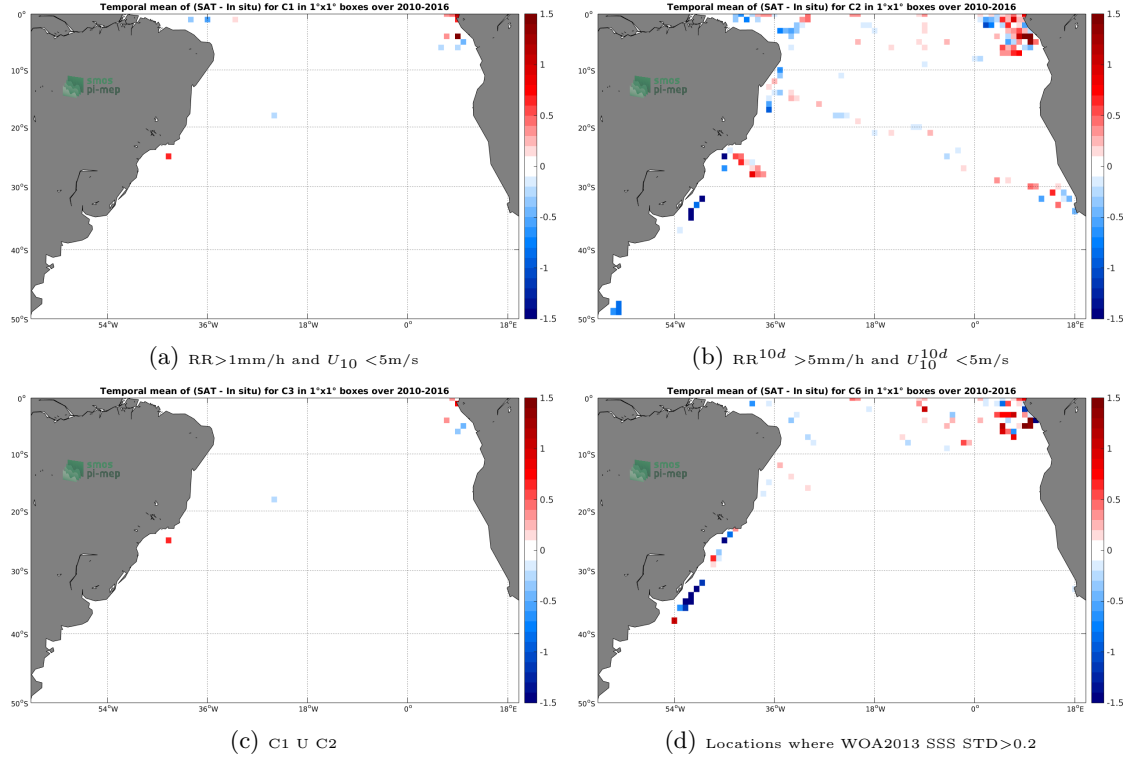 Temporal mean of (SAT - In situ) for C1 in 1°x1° boxes over 2010-2016
0°
10°S
20°S
30°S
40°S
50°S
54°W
36°W
18°W
0°
18°E
1.5
1
0.5
0
-0.5
-1
-1.5
smos
pi-mep
(a) RR>1mm/h and U10 <5m/s
Temporal mean of (SAT - In situ) for C2 in 1°x1° boxes over 2010-2016
0°
10°S
20°S
30°S
40°S
50°S
54°W
36°W
18°W
0°
18°E
1.5
1
0.5
0
-0.5
-1
-1.5
smos
pi-mep
(b) RR^10d >5mm/h and U10^10d <5m/s
Temporal mean of (SAT - In situ) for C3 in 1°x1° boxes over 2010-2016
0°
10°S
20°S
30°S
40°S
50°S
54°W
36°W
18°W
0°
18°E
1.5
1
0.5
0
-0.5
-1
-1.5
smos
pi-mep
(c) C1 U C2
Temporal mean of (SAT - In situ) for C6 in 1°x1° boxes over 2010-2016
0°
10°S
20°S
30°S
40°S
50°S
54°W
36°W
18°W
0°
18°E
1.5
1
0.5
0
-0.5
-1
-1.5
smos
pi-mep
(d) Locations where WOA2013 SSS STD>0.2